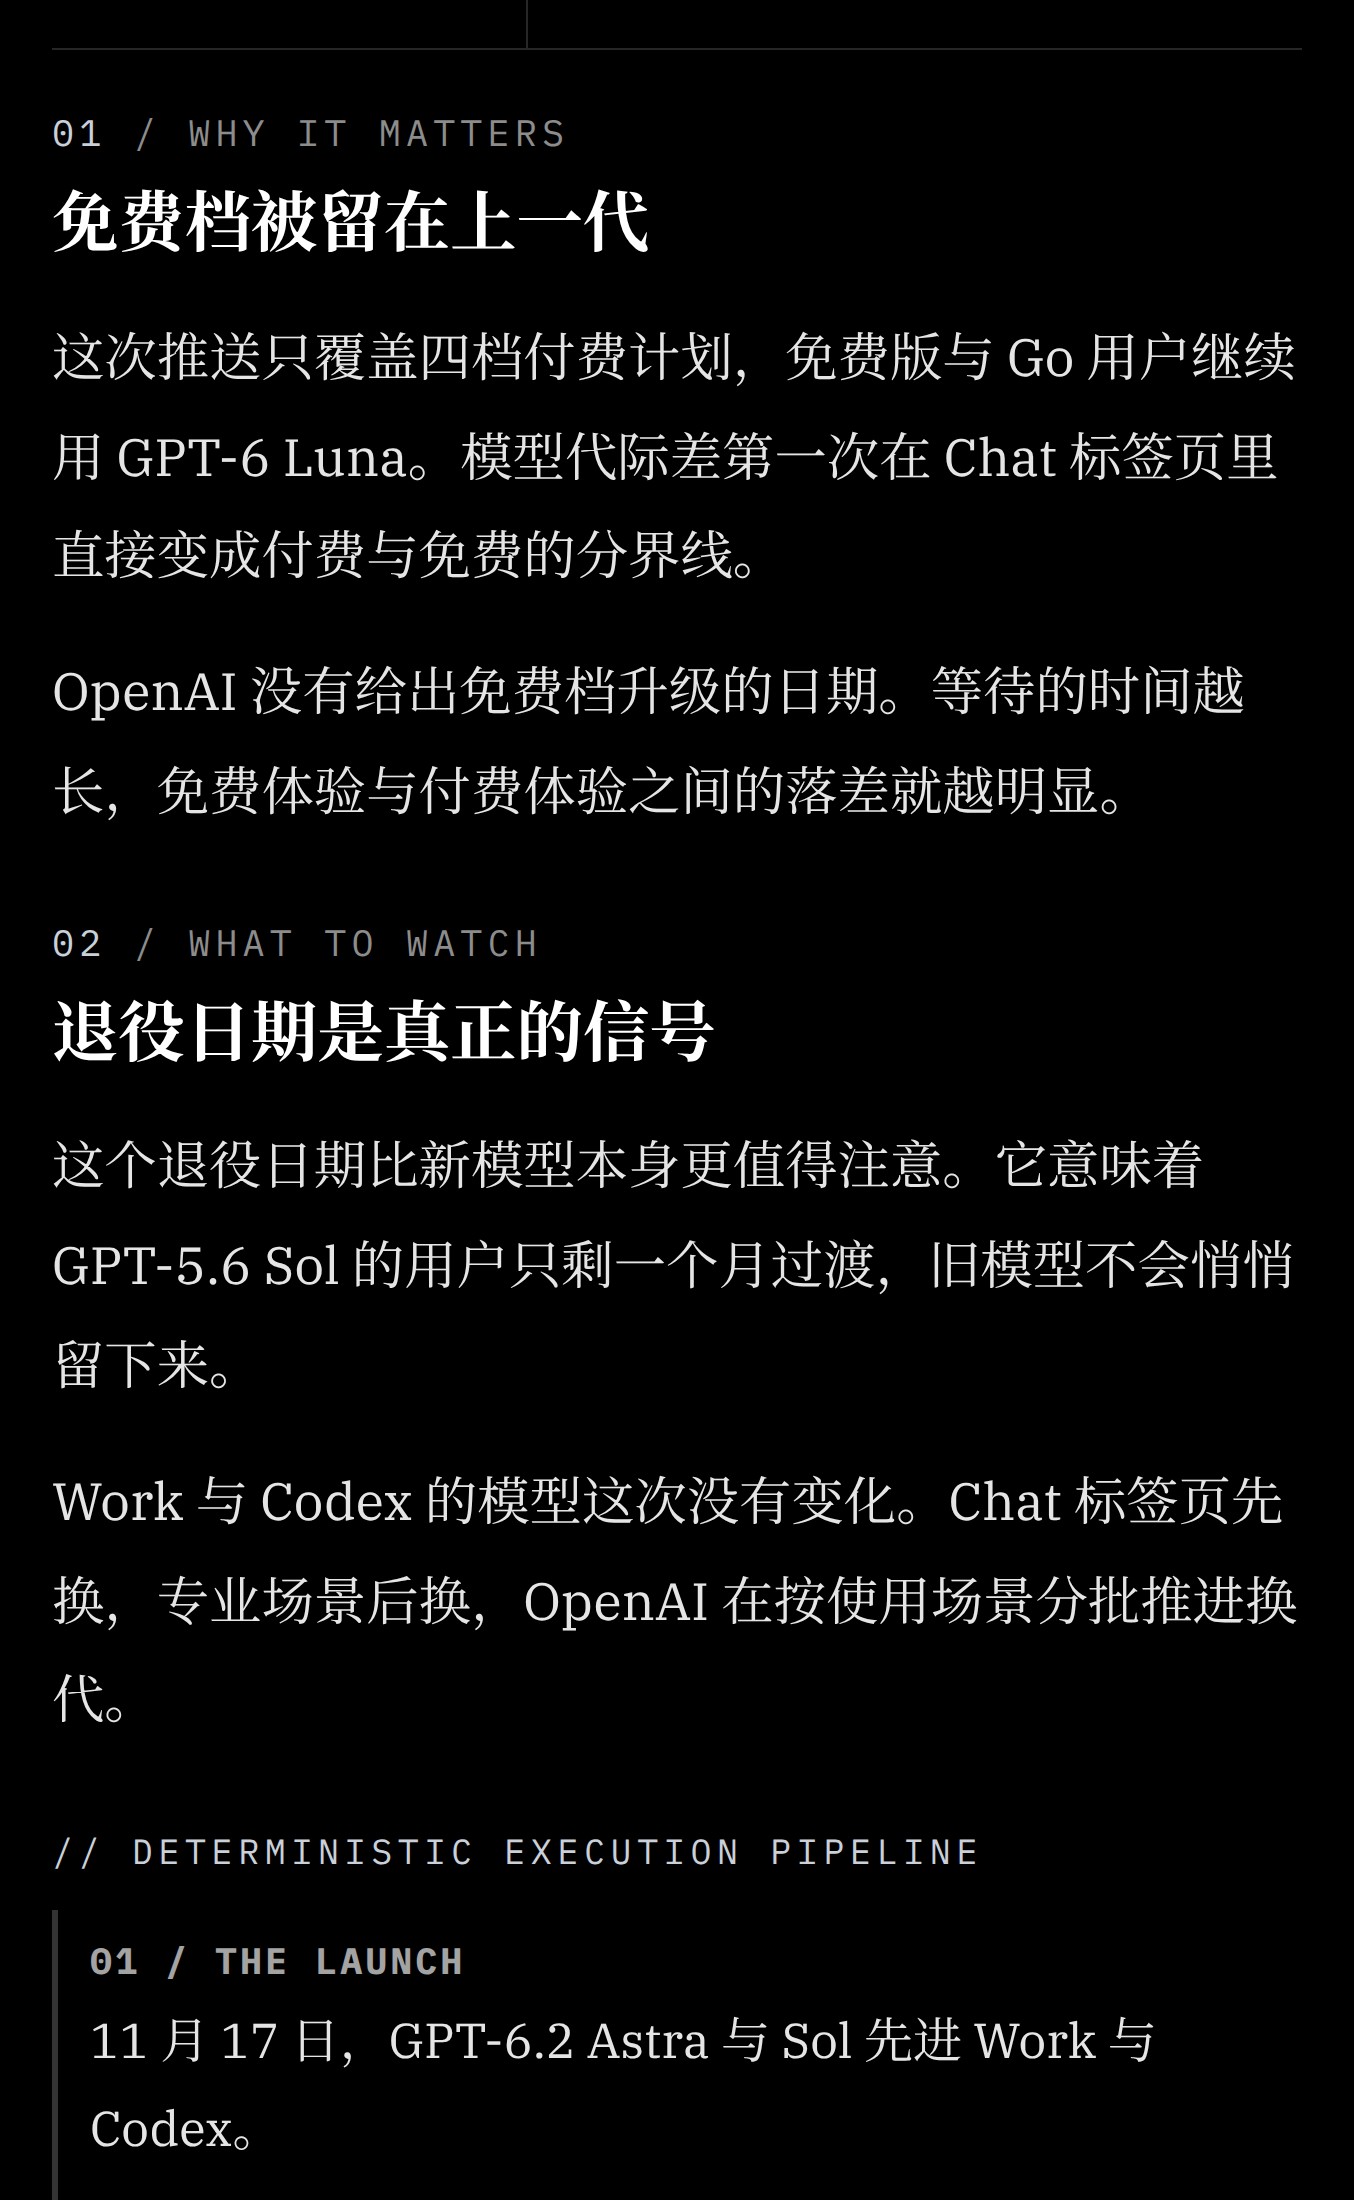 01 / WHY IT MATTERS
免费档被留在上一代
这次推送只覆盖四档付费计划，免费版与 Go 用户继续
用 GPT-6 Luna。模型代际差第一次在 Chat 标签页里
直接变成付费与免费的分界线。
OpenAI 没有给出免费档升级的日期。等待的时间越
长，免费体验与付费体验之间的落差就越明显。
02 / WHAT TO WATCH
退役日期是真正的信号
这个退役日期比新模型本身更值得注意。它意味着
GPT-5.6 Sol 的用户只剩一个月过渡，旧模型不会悄悄
留下来。
Work 与 Codex 的模型这次没有变化。Chat 标签页先
换，专业场景后换，OpenAI 在按使用场景分批推进换
代。
// DETERMINISTIC EXECUTION PIPELINE
01 / THE LAUNCH
11 月 17 日，GPT-6.2 Astra 与 Sol 先进 Work 与
Codex。